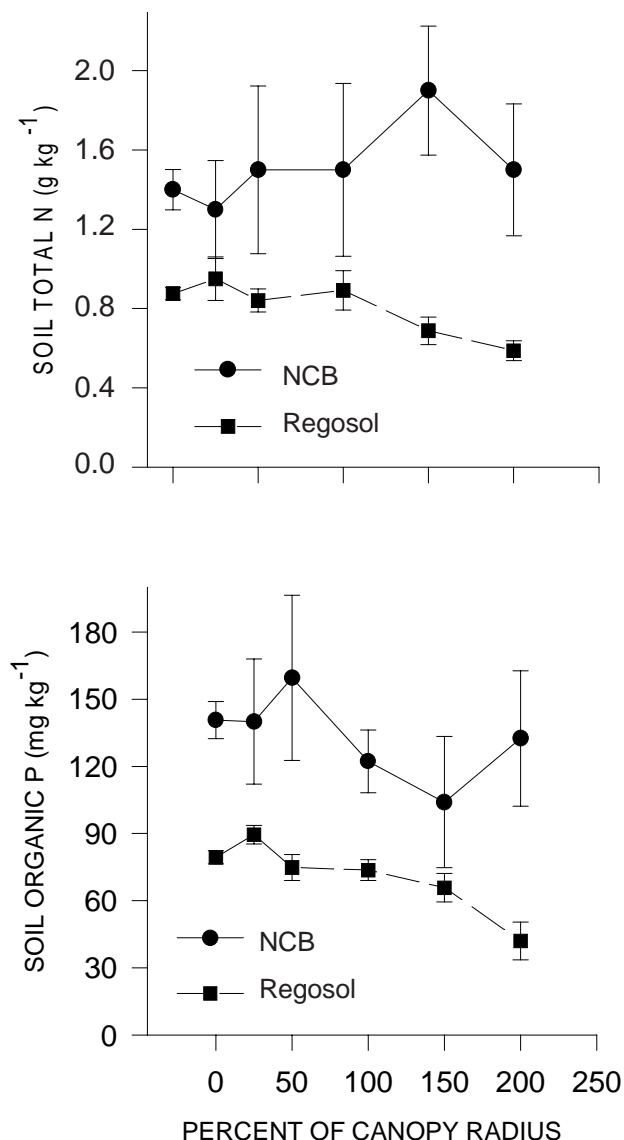 SOIL TOTAL N (g kg⁻¹)
2.0
1.6
1.2
0.8
0.4
0.0
NCB
Regosol
SOIL ORGANIC P (mg kg⁻¹)
180
150
120
90
60
30
0
NCB
Regosol
0 50 100 150 200 250
PERCENT OF CANOPY RADIUS